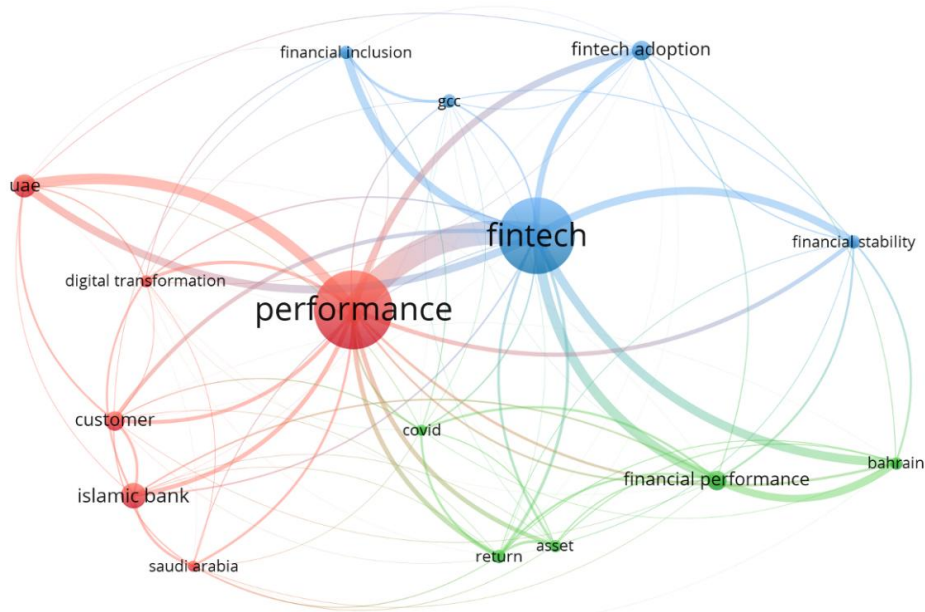 financial inclusion
fintech adoption
gcc
uae
fintech
financial stability
digital transformation
performance
customer
covid
bahrain
financial performance
islamic bank
asset
return
saudi arabia